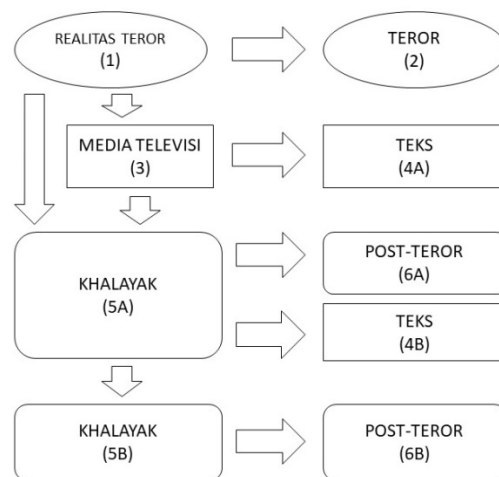 REALITAS TEROR
(1)
TEROR
(2)
MEDIA TELEVISI
(3)
TEKS
(4A)
KHALAYAK
(5A)
POST-TEROR
(6A)
TEKS
(4B)
KHALAYAK
(5B)
POST-TEROR
(6B)